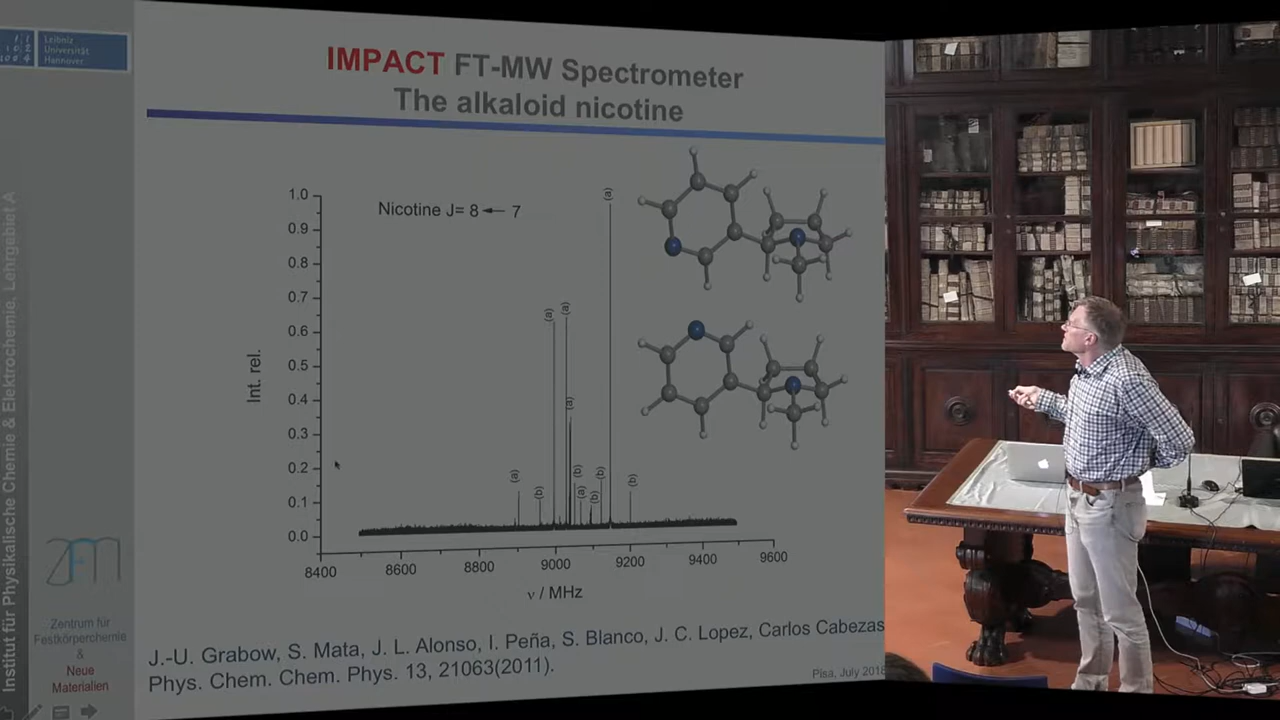 Leibniz
Universität
Hannover
IMPACT FT-MW Spectrometer
The alkaloid nicotine
Institut für Physikalische Chemie & Elektrochemie, Lehrgebiet A
Nicotine J= 8 ← 7
1.0
0.9
0.8
0.7
0.6
0.5
0.4
0.3
0.2
0.1
0.0
Int. rel.
(a)
(b)
(a)
(a)
(a)
(b)
(a)
(b)
(b)
(a)
(b)
8400
8600
8800
9000
9200
9400
9600
ν / MHz
ZFM
Zentrum für
Festkörperchemie
&
Neue
Materialien
J.-U. Grabow, S. Mata, J. L. Alonso, I. Peña, S. Blanco, J. C. Lopez, Carlos Cabezas
Phys. Chem. Chem. Phys. 13, 21063(2011).
Pisa, July 2018